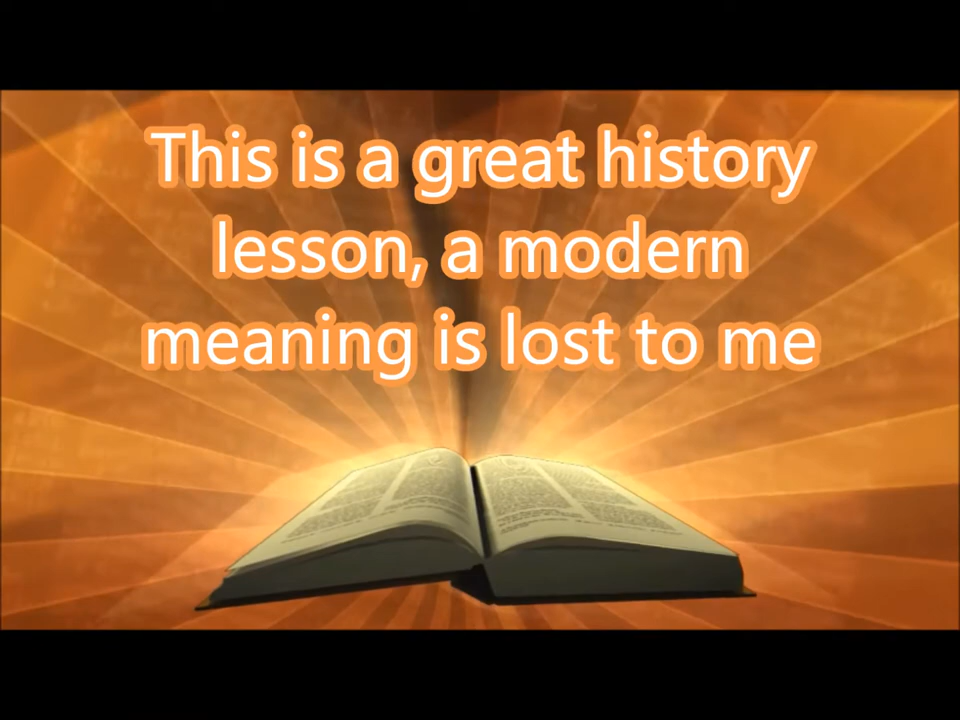 This is a great history
lesson, a modern
meaning is lost to me